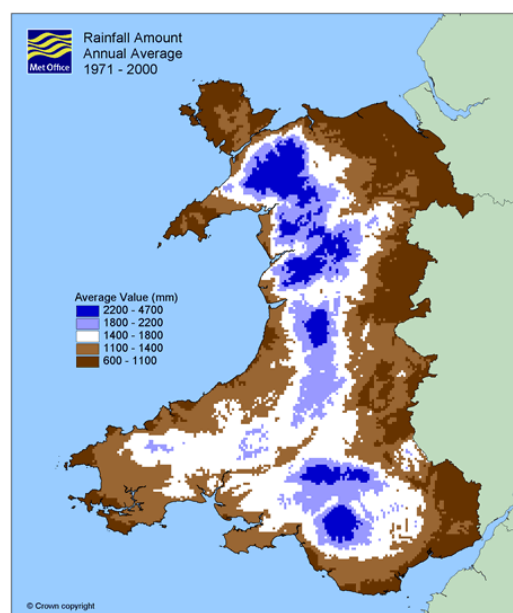 Met Office
Rainfall Amount
Annual Average
1971 - 2000
Average Value (mm)
2200 - 4700
1800 - 2200
1400 - 1800
1100 - 1400
600 - 1100
© Crown copyright